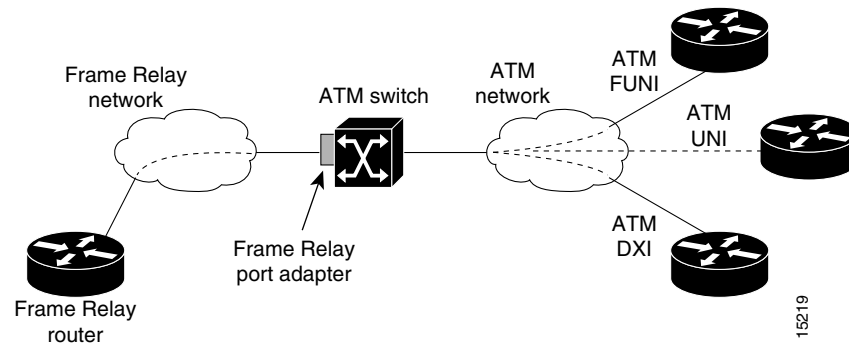 Frame Relay
network
ATM switch
ATM
network
ATM
FUNI
ATM
UNI
ATM
DXI
Frame Relay
port adapter
Frame Relay
router
15219